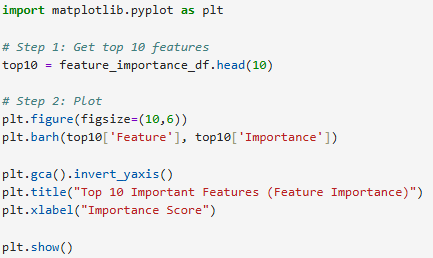 import matplotlib.pyplot as plt
# Step 1: Get top 10 features
top10 = feature_importance_df.head(10)
# Step 2: Plot
plt.figure(figsize=(10,6))
plt.barh(top10['Feature'], top10['Importance'])
plt.gca().invert_yaxis()
plt.title("Top 10 Important Features (Feature Importance)")
plt.xlabel("Importance Score")
plt.show()